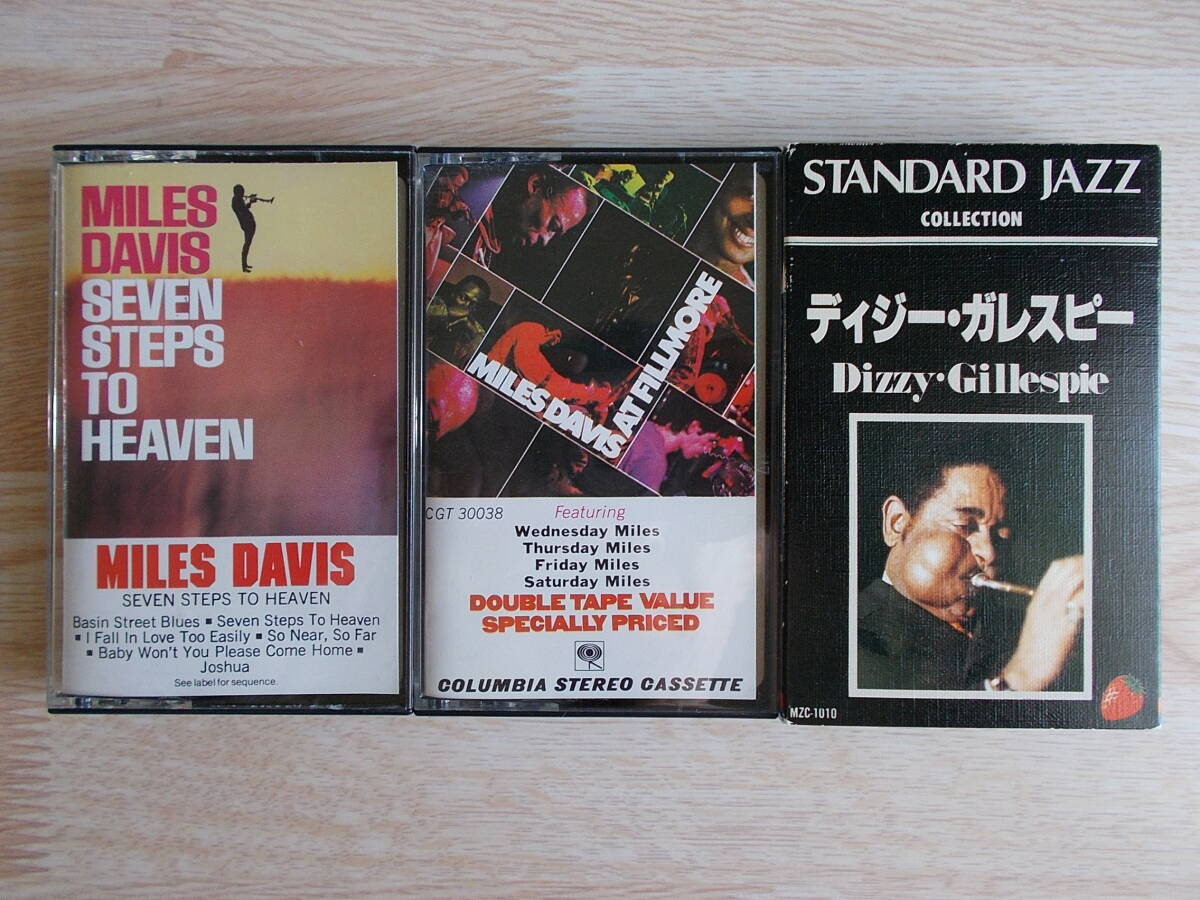 MILES
DAVIS
SEVEN
STEPS
TO
HEAVEN
MILES DAVIS
SEVEN STEPS TO HEAVEN
Basin Street Blues ▪ Seven Steps To Heaven
▪ I Fall In Love Too Easily ▪ So Near, So Far
▪ Baby Won't You Please Come Home ▪
Joshua
See label for sequence.
MILES DAVIS
AT FILLMORE
CGT 30038
Featuring
Wednesday Miles
Thursday Miles
Friday Miles
Saturday Miles
DOUBLE TAPE VALUE
SPECIALLY PRICED
COLUMBIA STEREO CASSETTE
STANDARD JAZZ
COLLECTION
ディジー・ガレスピー
Dizzy・Gillespie
MZC-1010